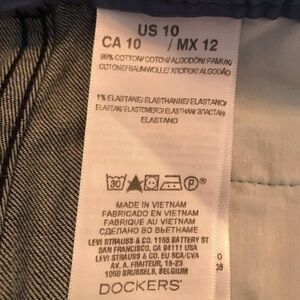 US 10
CA 10 / MX 12
99% COTTON/ COTON/ ALGODÓN/ PAMUK/
COTONE/ BAUMWOLLE/ ХЛОПОК/ ALGODÃO
1% ELASTANE/ ELASTHANNE/ ELASTANO/
ELASTAN/ ELASTOMERO/ ELASTHAN/ ЭЛАСТАН/
ELASTANO
30 P
MADE IN VIETNAM
FABRICADO EN VIETNAM
FABRIQUE AU VIETNAM
СДЕЛАНО ВО ВЬЕТНАМЕ
LEVI STRAUSS & CO. 1155 BATTERY ST
SAN FRANCISCO, CA 94111 USA
LEVI STRAUSS & CO. EU SCA/CVA
AV. A. FRAITEUR, 15-23
1050 BRUSSELS, BELGIUM
DOCKERS®